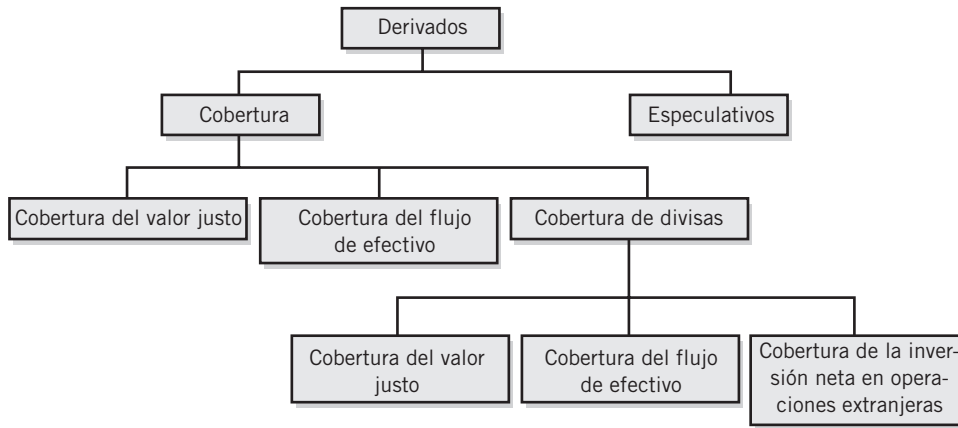 Derivados
Cobertura
Especulativos
Cobertura del valor justo
Cobertura del flujo
de efectivo
Cobertura de divisas
Cobertura del valor
justo
Cobertura del flujo
de efectivo
Cobertura de la inver-
sión neta en opera-
ciones extranjeras